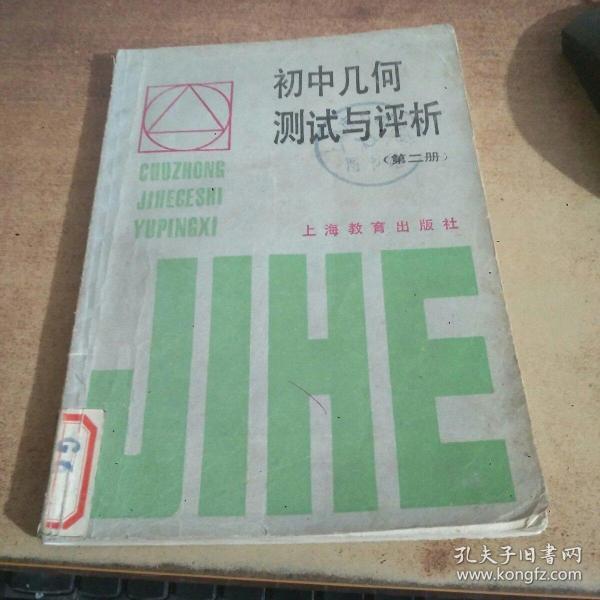 初中几何
测试与评析
（第二册）
CHUZHONG
JIHECESHI
YUPINGXI
上海教育出版社
JIHE
孔夫子旧书网
www.kongfz.com